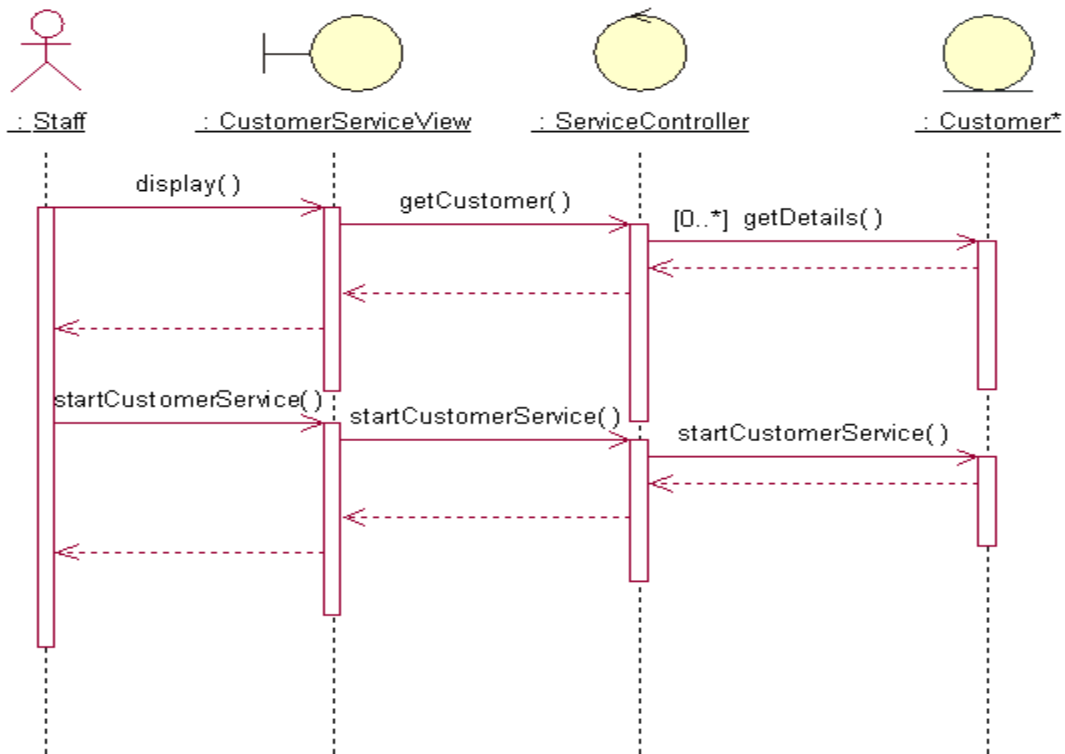 : Staff
: CustomerServiceView
: ServiceController
: Customer*
display( )
getCustomer( )
[0..*] getDetails( )
startCustomerService( )
startCustomerService( )
startCustomerService( )